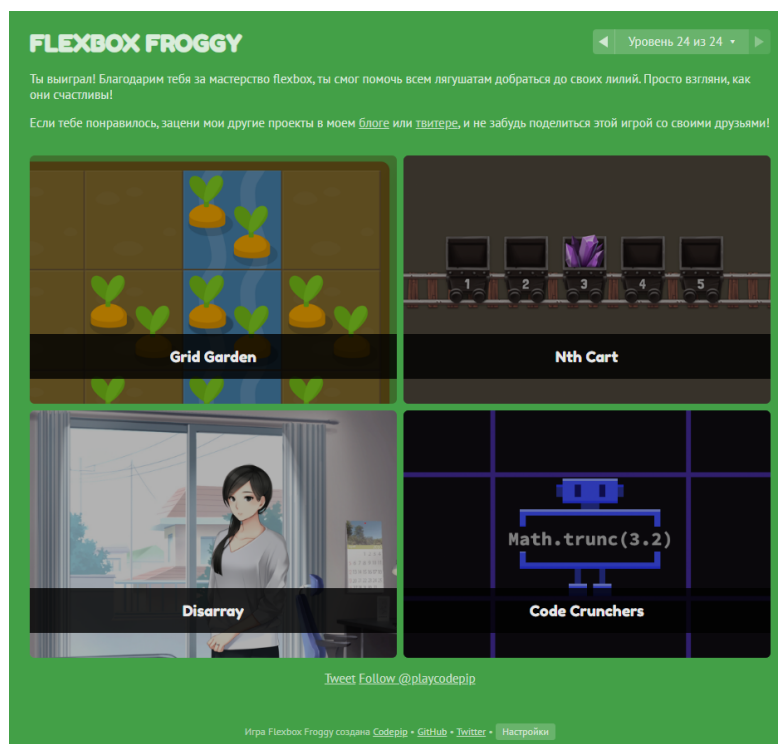 FLEXBOX FROGGY
Уровень 24 из 24
Ты выиграл! Благодарим тебя за мастерство flexbox, ты смог помочь всем лягушатам добраться до своих лилий. Просто взгляни, как
они счастливы!
Если тебе понравилось, зацени мои другие проекты в моем блоге или твитере, и не забудь поделиться этой игрой со своими друзьями!
1 2 3 4 5
Grid Garden
Nth Cart
Math.trunc(3.2)
Disarray
Code Crunchers
Tweet Follow @playcodepip
Игра Flexbox Froggy создана Codepip • GitHub • Twitter • Настройки